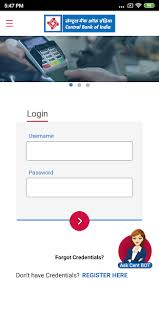 5:47 PM
सेन्ट्रल बैंक ऑफ़ इंडिया
Central Bank of India
Login
Username
Password
Forgot Credentials?
Ask Cent BOT
Don't have Credentials? REGISTER HERE